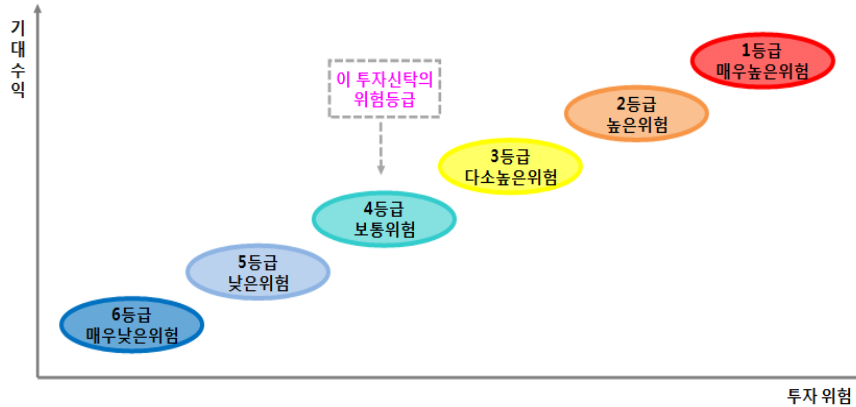 기대수익
1등급
매우높은위험
이 투자신탁의
위험등급
2등급
높은위험
3등급
다소높은위험
4등급
보통위험
5등급
낮은위험
6등급
매우낮은위험
투자 위험